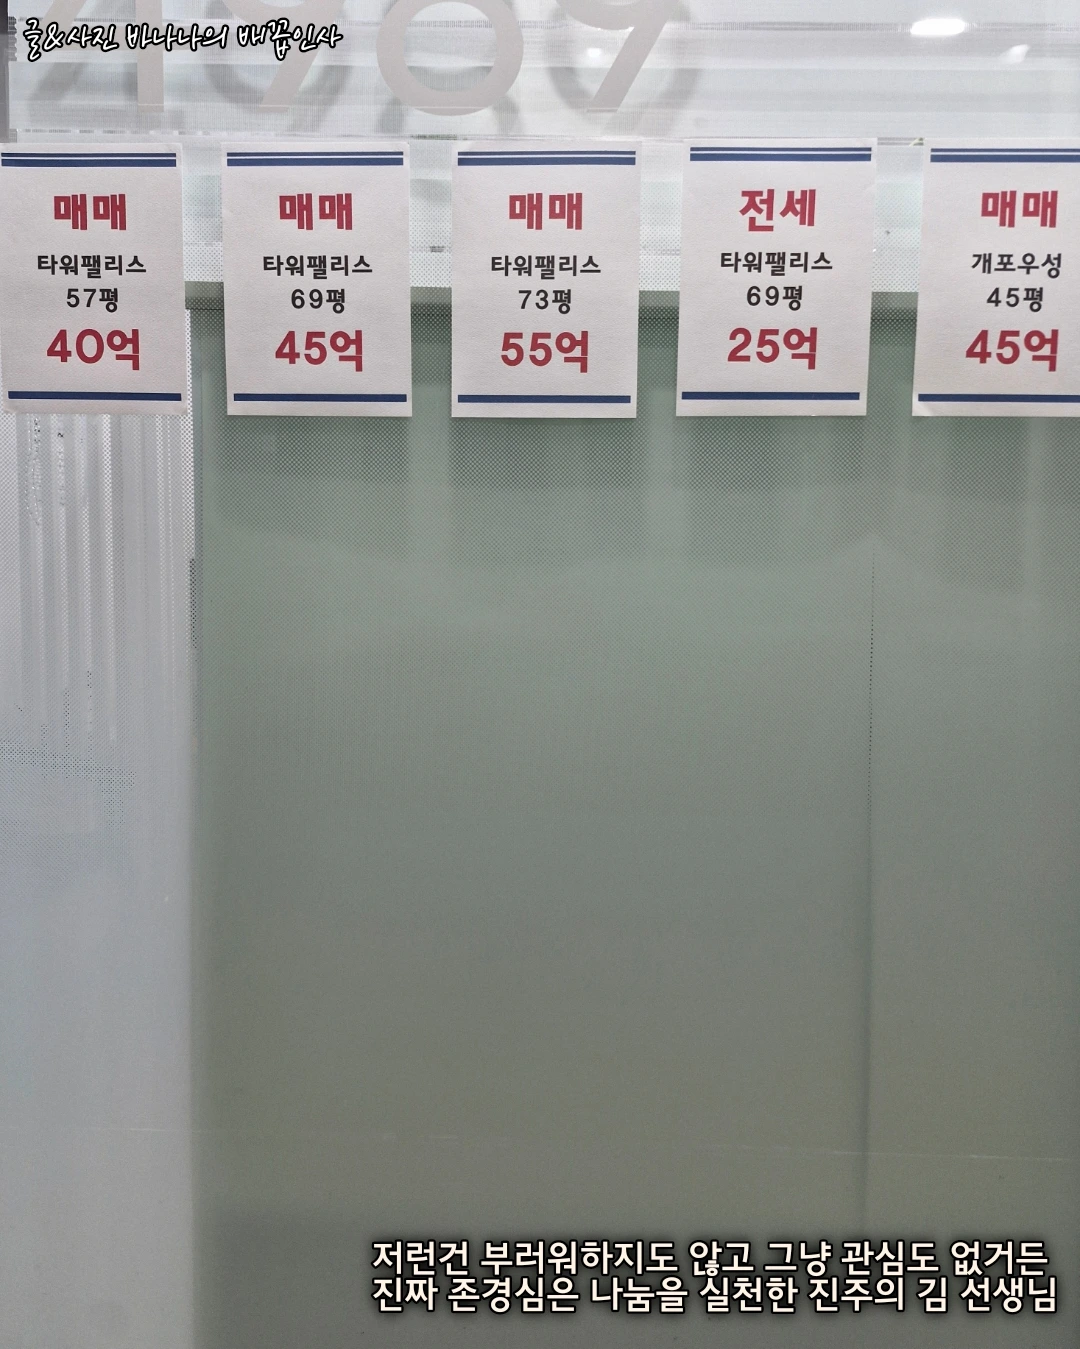 글&사진 바나나의 배꼽인사
4989
매매
타워팰리스
57평
40억
매매
타워팰리스
69평
45억
매매
타워팰리스
73평
55억
전세
타워팰리스
69평
25억
매매
개포우성
45평
45억
저런건 부러워하지도 않고 그냥 관심도 없거든
진짜 존경심은 나눔을 실천한 진주의 김 선생님